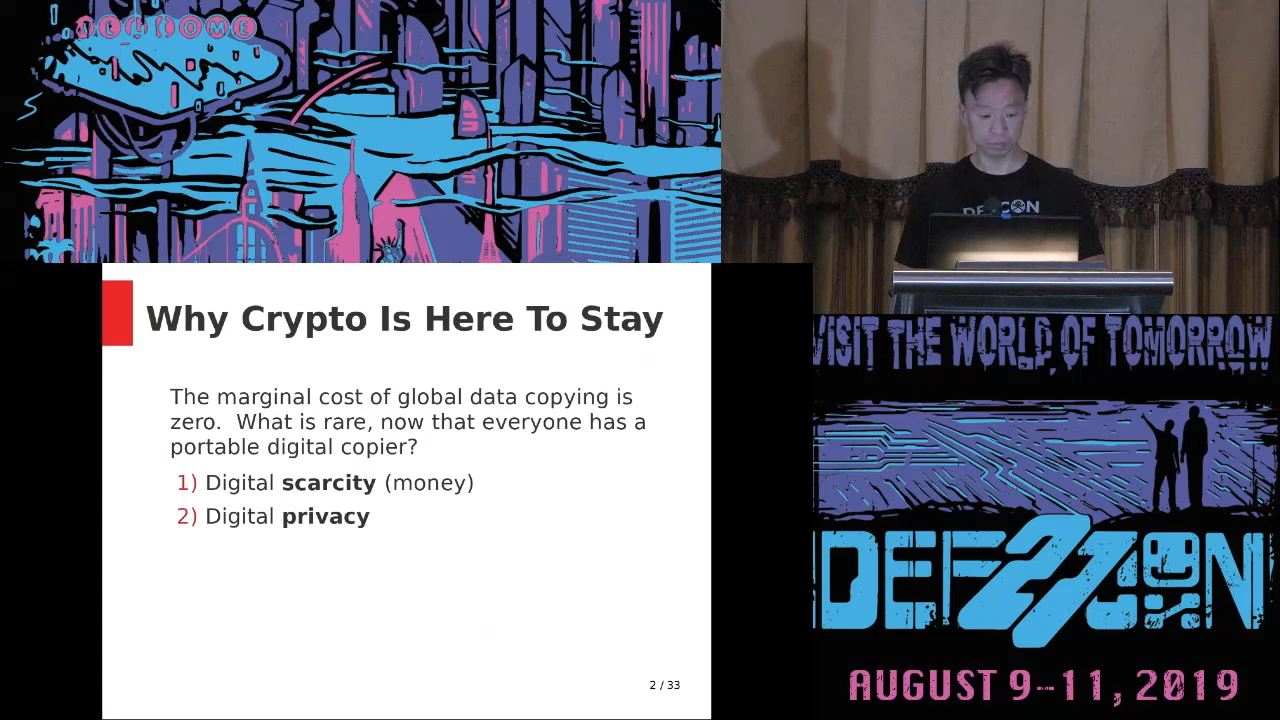 WELCOME
DEFCON
Why Crypto Is Here To Stay
The marginal cost of global data copying is
zero.  What is rare, now that everyone has a
portable digital copier?
1) Digital scarcity (money)
2) Digital privacy
2 / 33
VISIT THE WORLD OF TOMORROW
DEF27CON
AUGUST 9-11, 2019